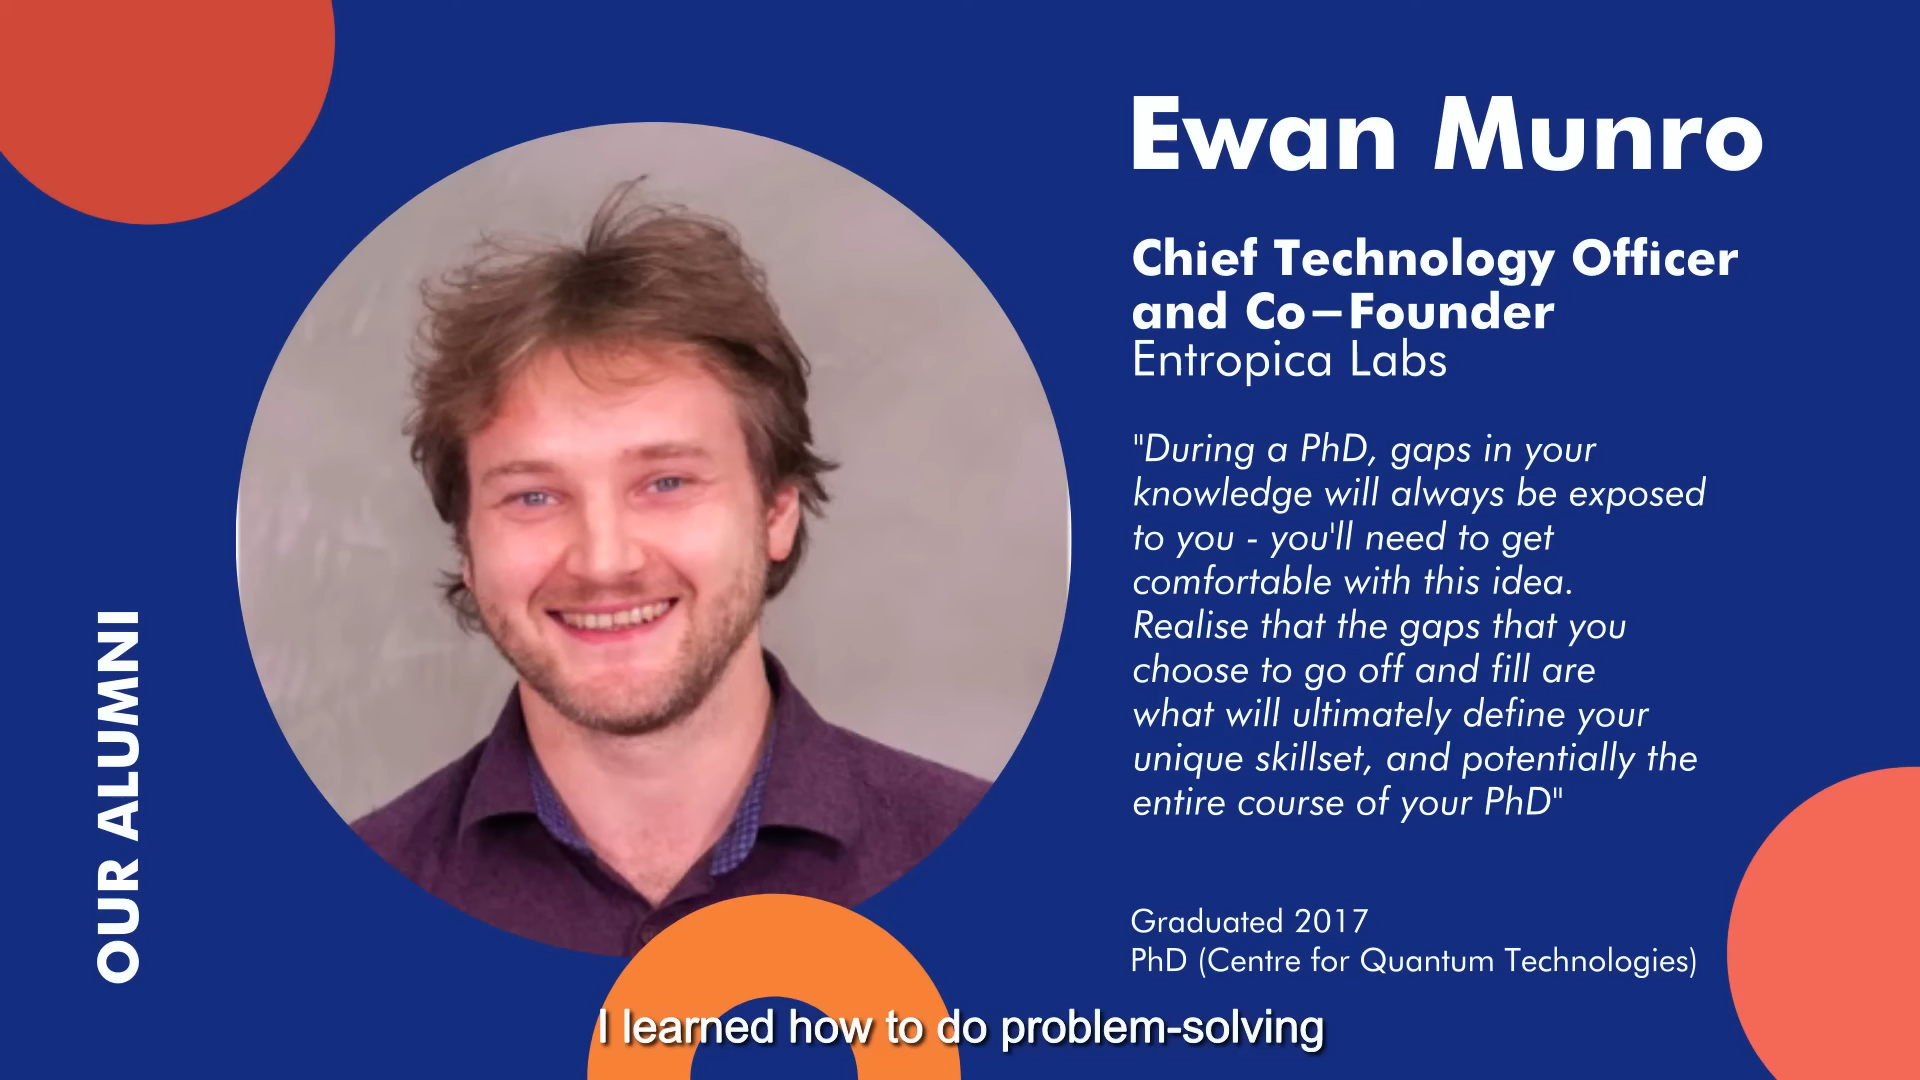 Ewan Munro
Chief Technology Officer
and Co–Founder
Entropica Labs
"During a PhD, gaps in your
knowledge will always be exposed
to you - you'll need to get
comfortable with this idea.
Realise that the gaps that you
choose to go off and fill are
what will ultimately define your
unique skillset, and potentially the
entire course of your PhD"
Graduated 2017
PhD (Centre for Quantum Technologies)
OUR ALUMNI
I learned how to do problem-solving